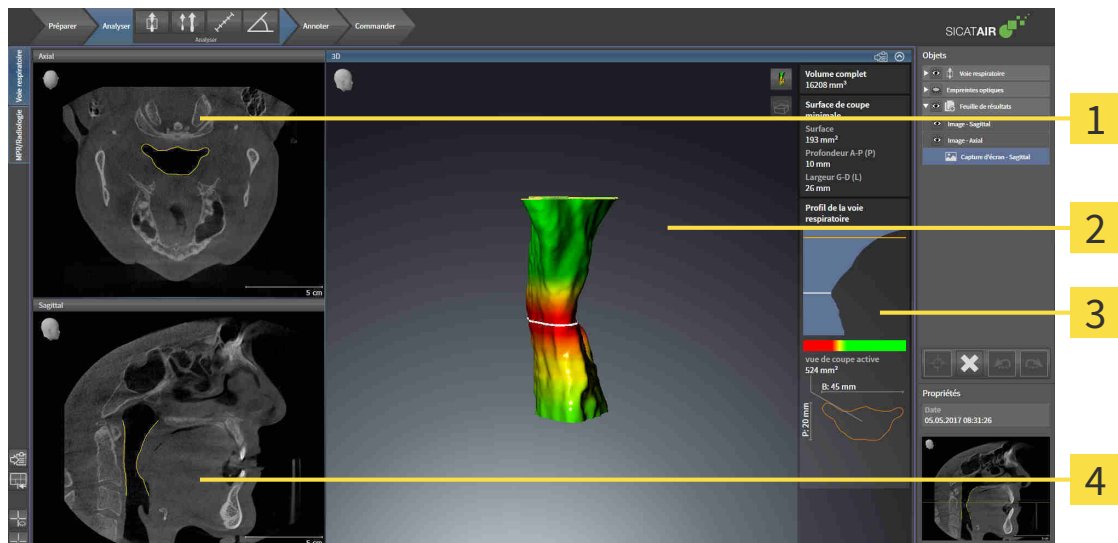 Préparer
Analyser
Analyser
Annoter
Commander
SICATAIR
Voie respiratoire
MPR/Radiologie
Axial
5 cm
Sagittal
5 cm
3D
Volume complet
16208 mm³
Surface de coupe
minimale
Surface
193 mm²
Profondeur A-P (P)
10 mm
Largeur G-D (L)
26 mm
Profil de la voie
respiratoire
vue de coupe active
524 mm²
B: 45 mm
P: 20 mm
Objets
Voie respiratoire
Empreintes optiques
Feuille de résultats
Image - Sagittal
Image - Axial
Capture d'écran - Sagittal
Propriétés
Date
05.05.2017 08:31:26
1
2
3
4